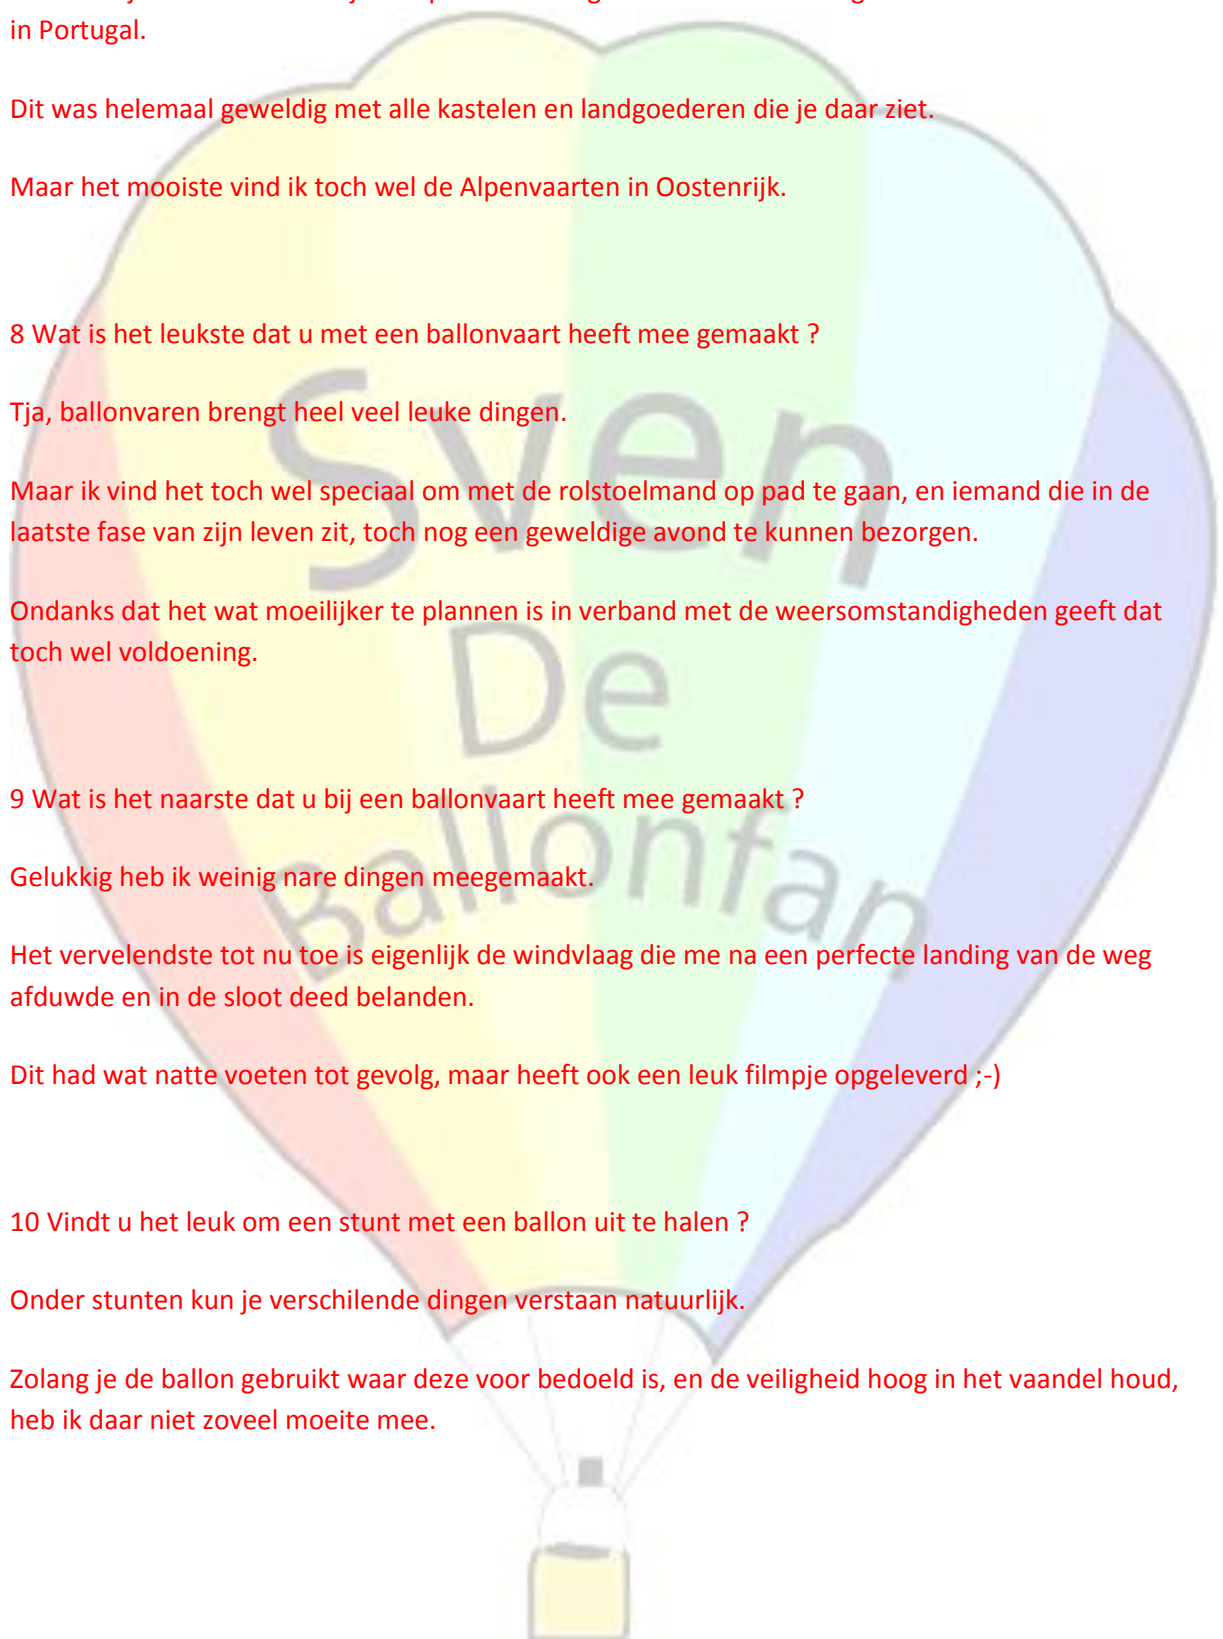 in Portugal.
Dit was helemaal geweldig met alle kastelen en landgoederen die je daar ziet.
Maar het mooiste vind ik toch wel de Alpenvaarten in Oostenrijk.
8 Wat is het leukste dat u met een ballonvaart heeft mee gemaakt ?
Tja, ballonvaren brengt heel veel leuke dingen.
Maar ik vind het toch wel speciaal om met de rolstoelmand op pad te gaan, en iemand die in de
laatste fase van zijn leven zit, toch nog een geweldige avond te kunnen bezorgen.
Ondanks dat het wat moeilijker te plannen is in verband met de weersomstandigheden geeft dat
toch wel voldoening.
9 Wat is het naarste dat u bij een ballonvaart heeft mee gemaakt ?
Gelukkig heb ik weinig nare dingen meegemaakt.
Het vervelendste tot nu toe is eigenlijk de windvlaag die me na een perfecte landing van de weg
afduwde en in de sloot deed belanden.
Dit had wat natte voeten tot gevolg, maar heeft ook een leuk filmpje opgeleverd ;-)
10 Vindt u het leuk om een stunt met een ballon uit te halen ?
Onder stunten kun je verschilende dingen verstaan natuurlijk.
Zolang je de ballon gebruikt waar deze voor bedoeld is, en de veiligheid hoog in het vaandel houd,
heb ik daar niet zoveel moeite mee.
Sven
De
Ballonfan